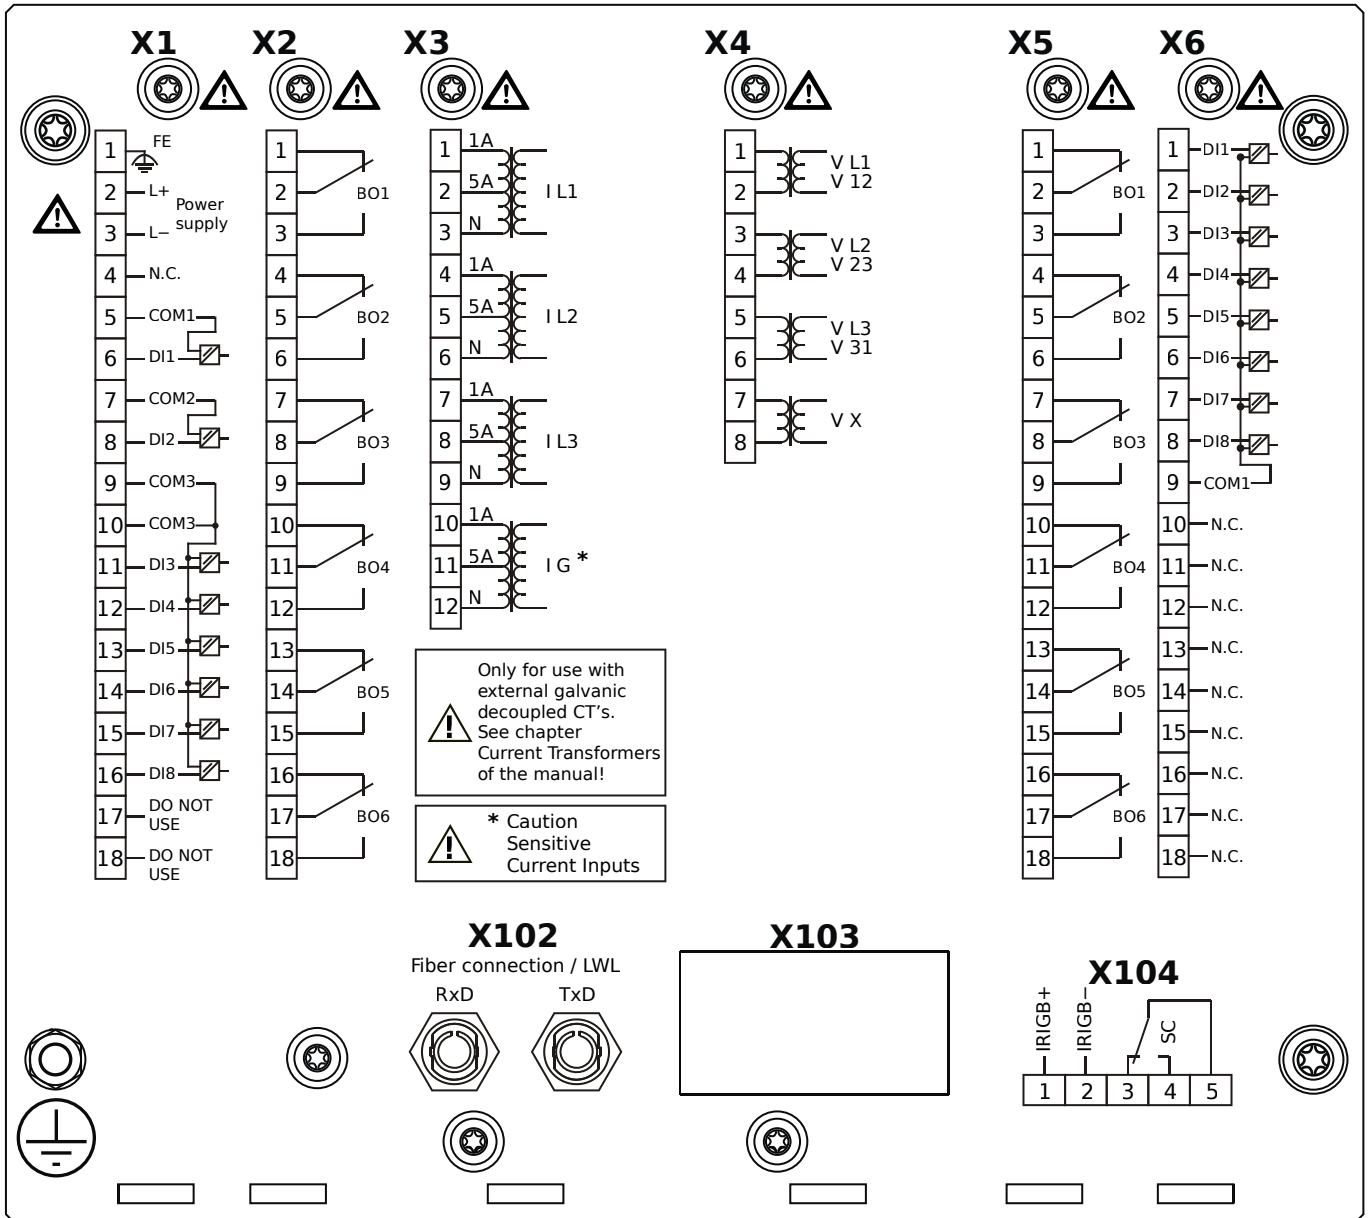 X1
X2
X3
X4
X5
X6
1 FE
2 L+
Power
supply
3 L−
4 N.C.
5 COM1
6 DI1
7 COM2
8 DI2
9 COM3
10 COM3
11 DI3
12 DI4
13 DI5
14 DI6
15 DI7
16 DI8
17 DO NOT
USE
18 DO NOT
USE
1
2 BO1
3
4
5 BO2
6
7
8 BO3
9
10
11 BO4
12
13
14 BO5
15
16
17 BO6
18
1 1A
2 5A I L1
3 N
4 1A
5 5A I L2
6 N
7 1A
8 5A I L3
9 N
10 1A
11 5A I G *
12 N
Only for use with
external galvanic
decoupled CT's.
See chapter
Current Transformers
of the manual!
* Caution
Sensitive
Current Inputs
1 V L1
2 V 12
3 V L2
4 V 23
5 V L3
6 V 31
7 V X
8
1
2 BO1
3
4
5 BO2
6
7
8 BO3
9
10
11 BO4
12
13
14 BO5
15
16
17 BO6
18
1 DI1
2 DI2
3 DI3
4 DI4
5 DI5
6 DI6
7 DI7
8 DI8
9 COM1
10 N.C.
11 N.C.
12 N.C.
13 N.C.
14 N.C.
15 N.C.
16 N.C.
17 N.C.
18 N.C.
X102
Fiber connection / LWL
RxD TxD
X103
X104
IRIGB+
IRIGB−
SC
1 2 3 4 5